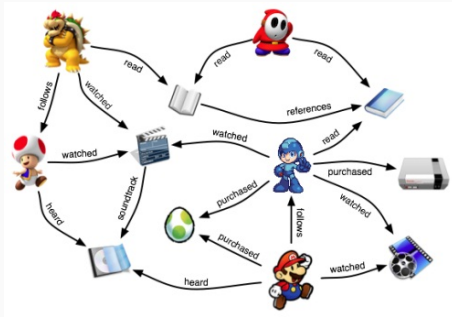 read
read
read
follows
watched
references
watched
read
watched
purchased
soundtrack
heard
purchased
watched
follows
purchased
watched
heard